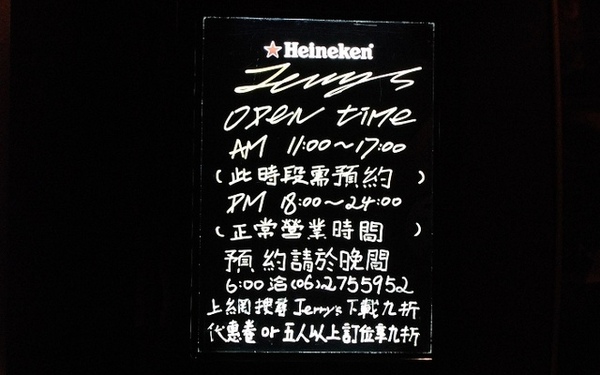 Heineken
Jerry's
OPEN TIME
AM 11:00~17:00
(此時段需預約)
PM 18:00~24:00
(正常營業時間)
預約請於晚間
6:00洽(06)2755952
上網搜尋Jerry's下載九折
代惠卷or五人以上訂位享九折